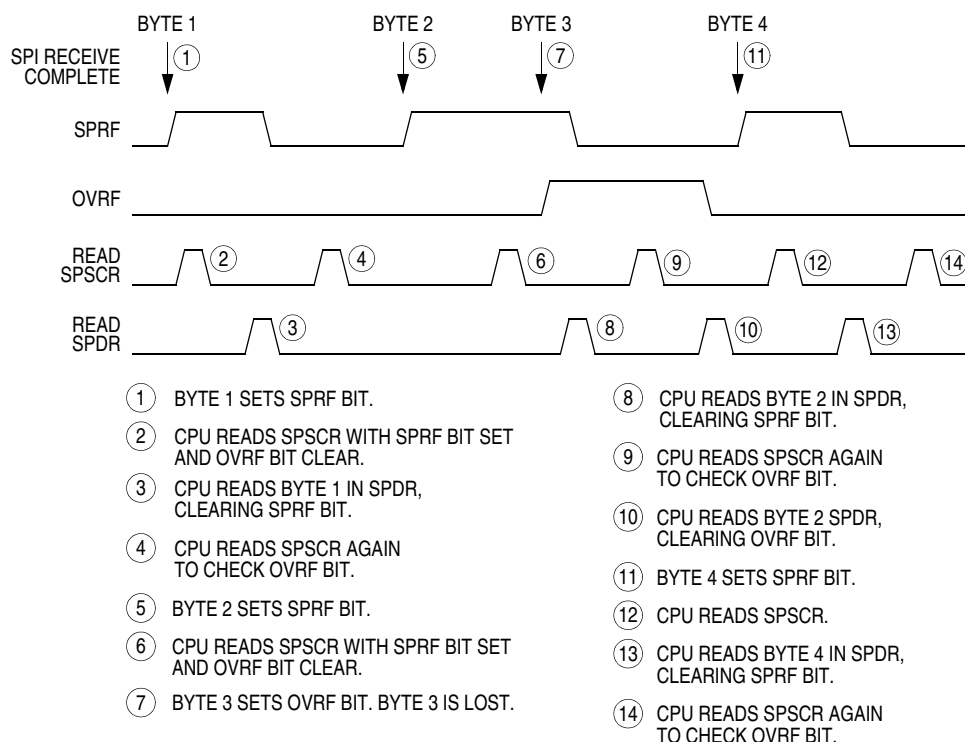 BYTE 1 BYTE 2 BYTE 3 BYTE 4
SPI RECEIVE
COMPLETE
1 5 7 11
SPRF
OVRF
READ
SPSCR
2 4 6 9 12 14
READ
SPDR
3 8 10 13
1 BYTE 1 SETS SPRF BIT.
2 CPU READS SPSCR WITH SPRF BIT SET
AND OVRF BIT CLEAR.
3 CPU READS BYTE 1 IN SPDR,
CLEARING SPRF BIT.
4 CPU READS SPSCR AGAIN
TO CHECK OVRF BIT.
5 BYTE 2 SETS SPRF BIT.
6 CPU READS SPSCR WITH SPRF BIT SET
AND OVRF BIT CLEAR.
7 BYTE 3 SETS OVRF BIT. BYTE 3 IS LOST.
8 CPU READS BYTE 2 IN SPDR,
CLEARING SPRF BIT.
9 CPU READS SPSCR AGAIN
TO CHECK OVRF BIT.
10 CPU READS BYTE 2 SPDR,
CLEARING OVRF BIT.
11 BYTE 4 SETS SPRF BIT.
12 CPU READS SPSCR.
13 CPU READS BYTE 4 IN SPDR,
CLEARING SPRF BIT.
14 CPU READS SPSCR AGAIN
TO CHECK OVRF BIT.